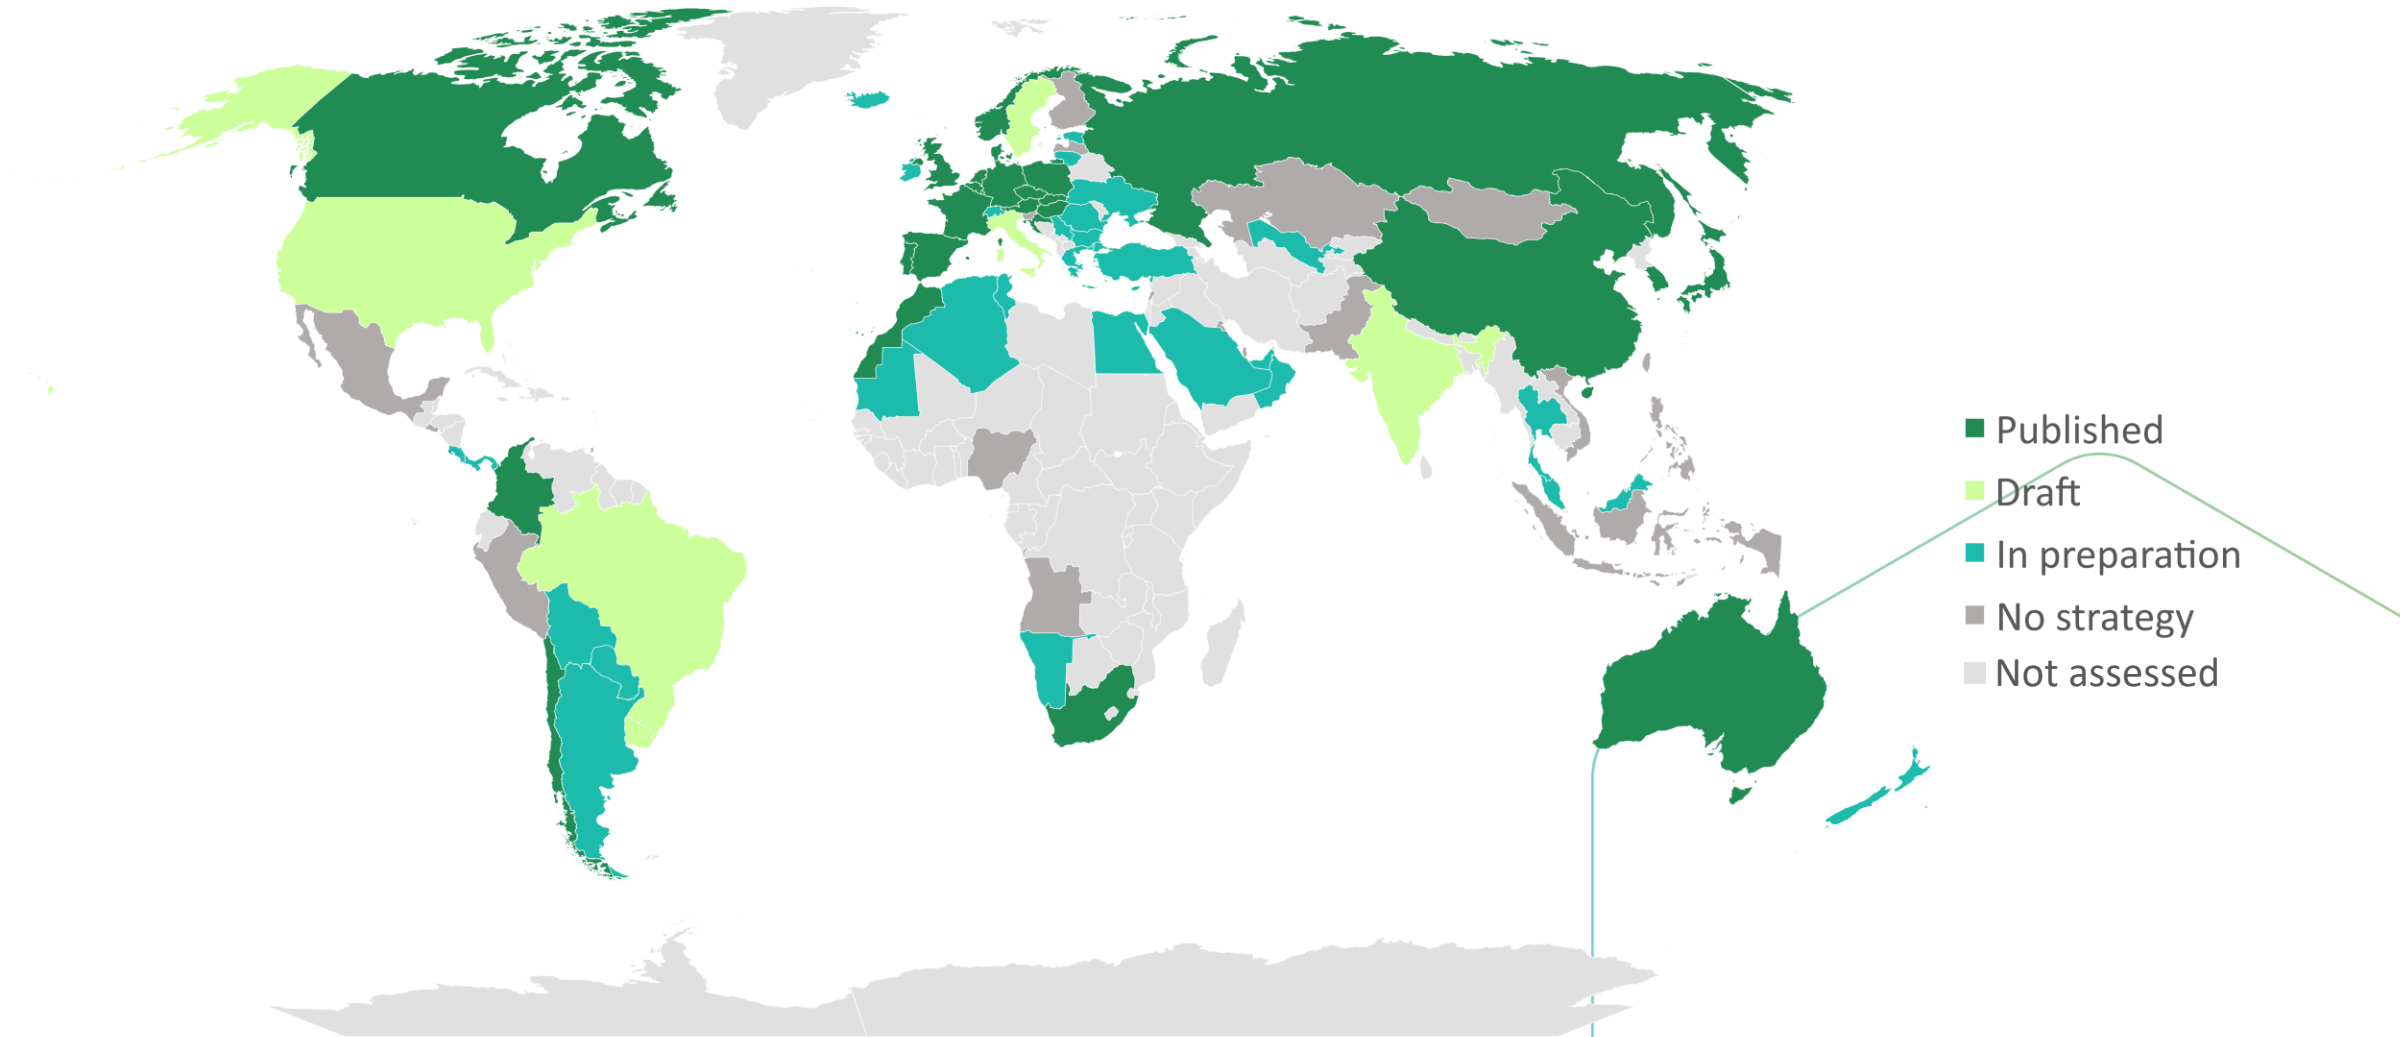 Published
Draft
In preparation
No strategy
Not assessed